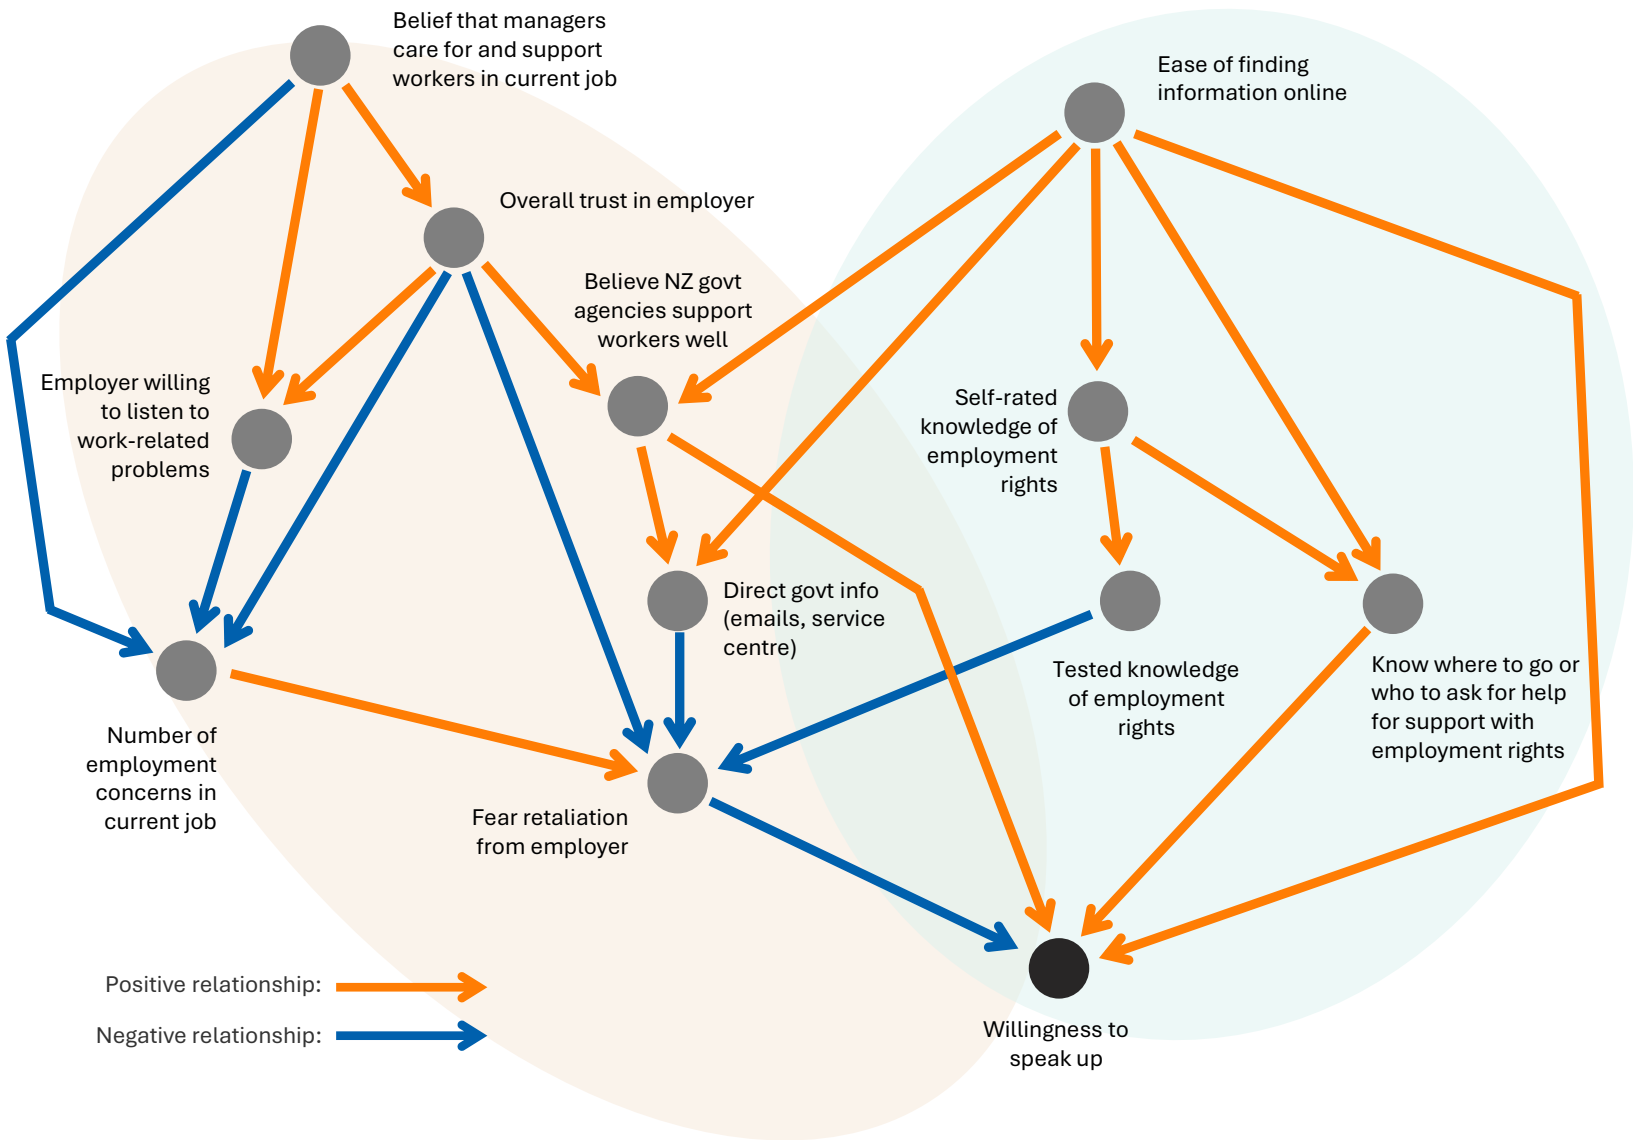 Belief that managers
care for and support
workers in current job
Ease of finding
information online
Overall trust in employer
Believe NZ govt
agencies support
workers well
Employer willing
to listen to
work-related
problems
Self-rated
knowledge of
employment
rights
Direct govt info
(emails, service
centre)
Tested knowledge
of employment
rights
Know where to go or
who to ask for help
for support with
employment rights
Number of
employment
concerns in
current job
Fear retaliation
from employer
Positive relationship:
Negative relationship:
Willingness to
speak up